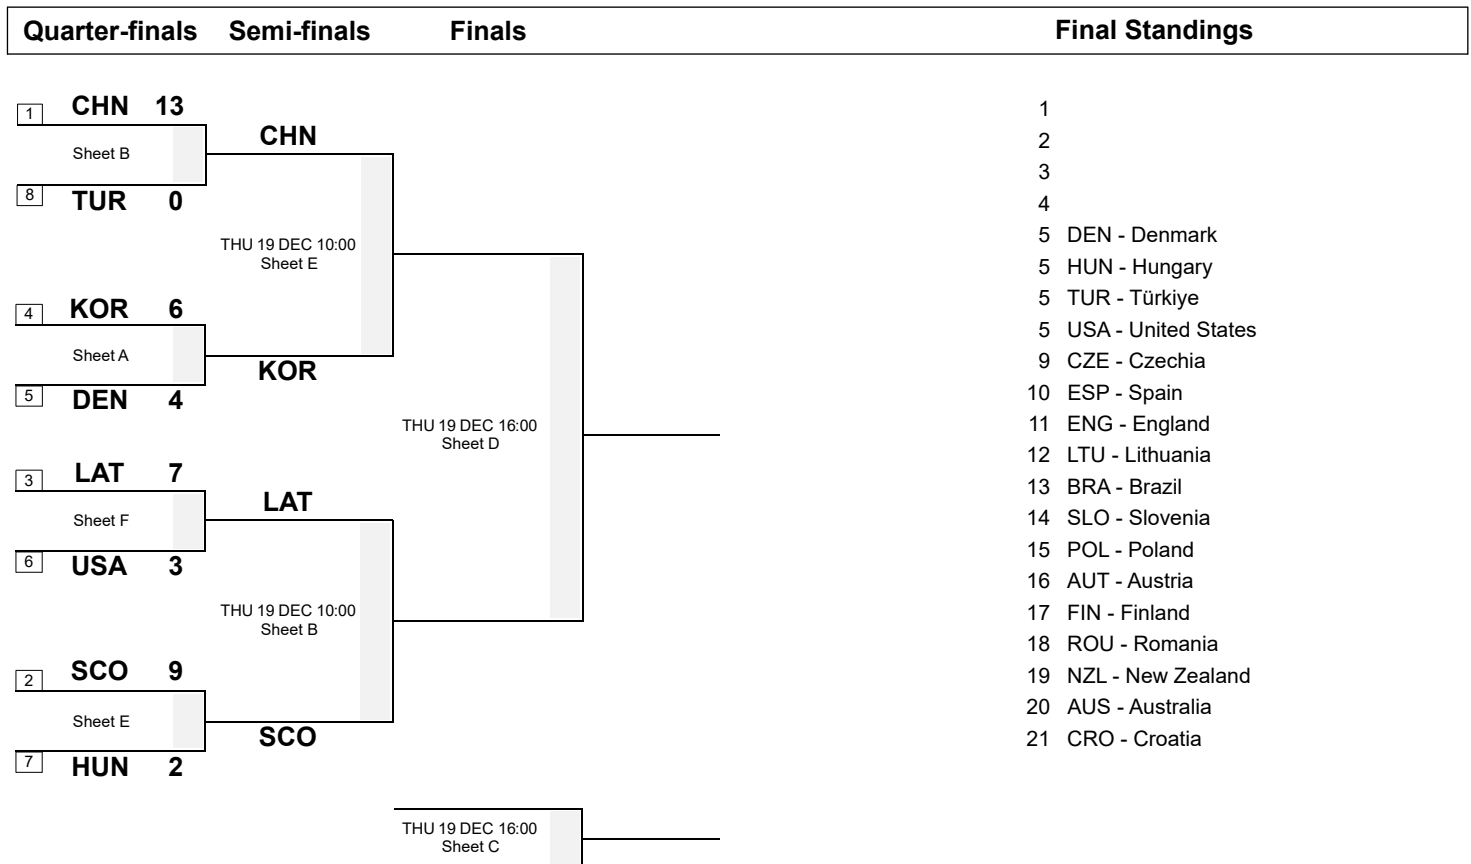 Quarter-finals Semi-finals Finals Final Standings
1 CHN 13
Sheet B
8 TUR 0
CHN
THU 19 DEC 10:00
Sheet E
KOR
4 KOR 6
Sheet A
5 DEN 4
3 LAT 7
Sheet F
6 USA 3
LAT
THU 19 DEC 10:00
Sheet B
SCO
2 SCO 9
Sheet E
7 HUN 2
THU 19 DEC 16:00
Sheet D
THU 19 DEC 16:00
Sheet C
1
2
3
4
5 DEN - Denmark
5 HUN - Hungary
5 TUR - Türkiye
5 USA - United States
9 CZE - Czechia
10 ESP - Spain
11 ENG - England
12 LTU - Lithuania
13 BRA - Brazil
14 SLO - Slovenia
15 POL - Poland
16 AUT - Austria
17 FIN - Finland
18 ROU - Romania
19 NZL - New Zealand
20 AUS - Australia
21 CRO - Croatia